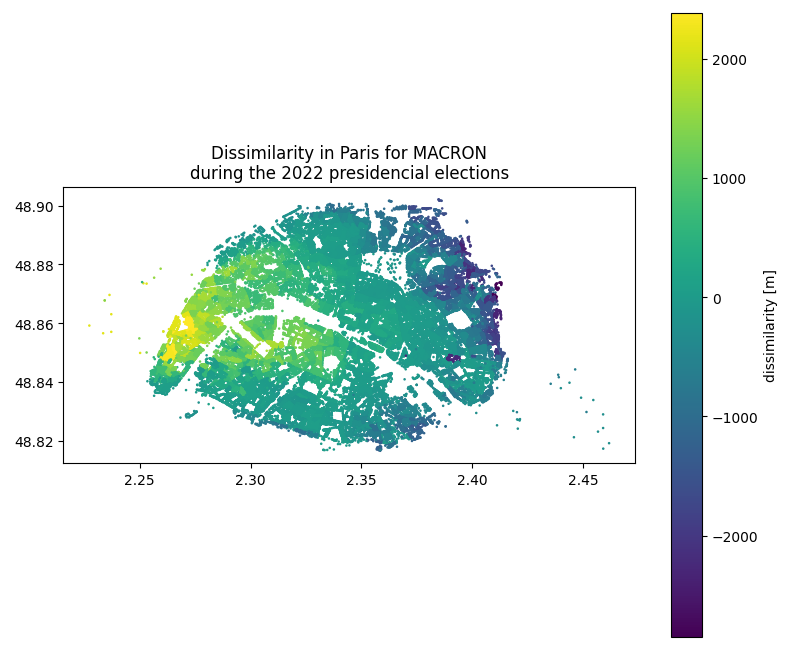 Dissimilarity in Paris for MACRON
during the 2022 presidencial elections
48.90
48.88
48.86
48.84
48.82
2.25 2.30 2.35 2.40 2.45
2000
1000
0
−1000
−2000
dissimilarity [m]